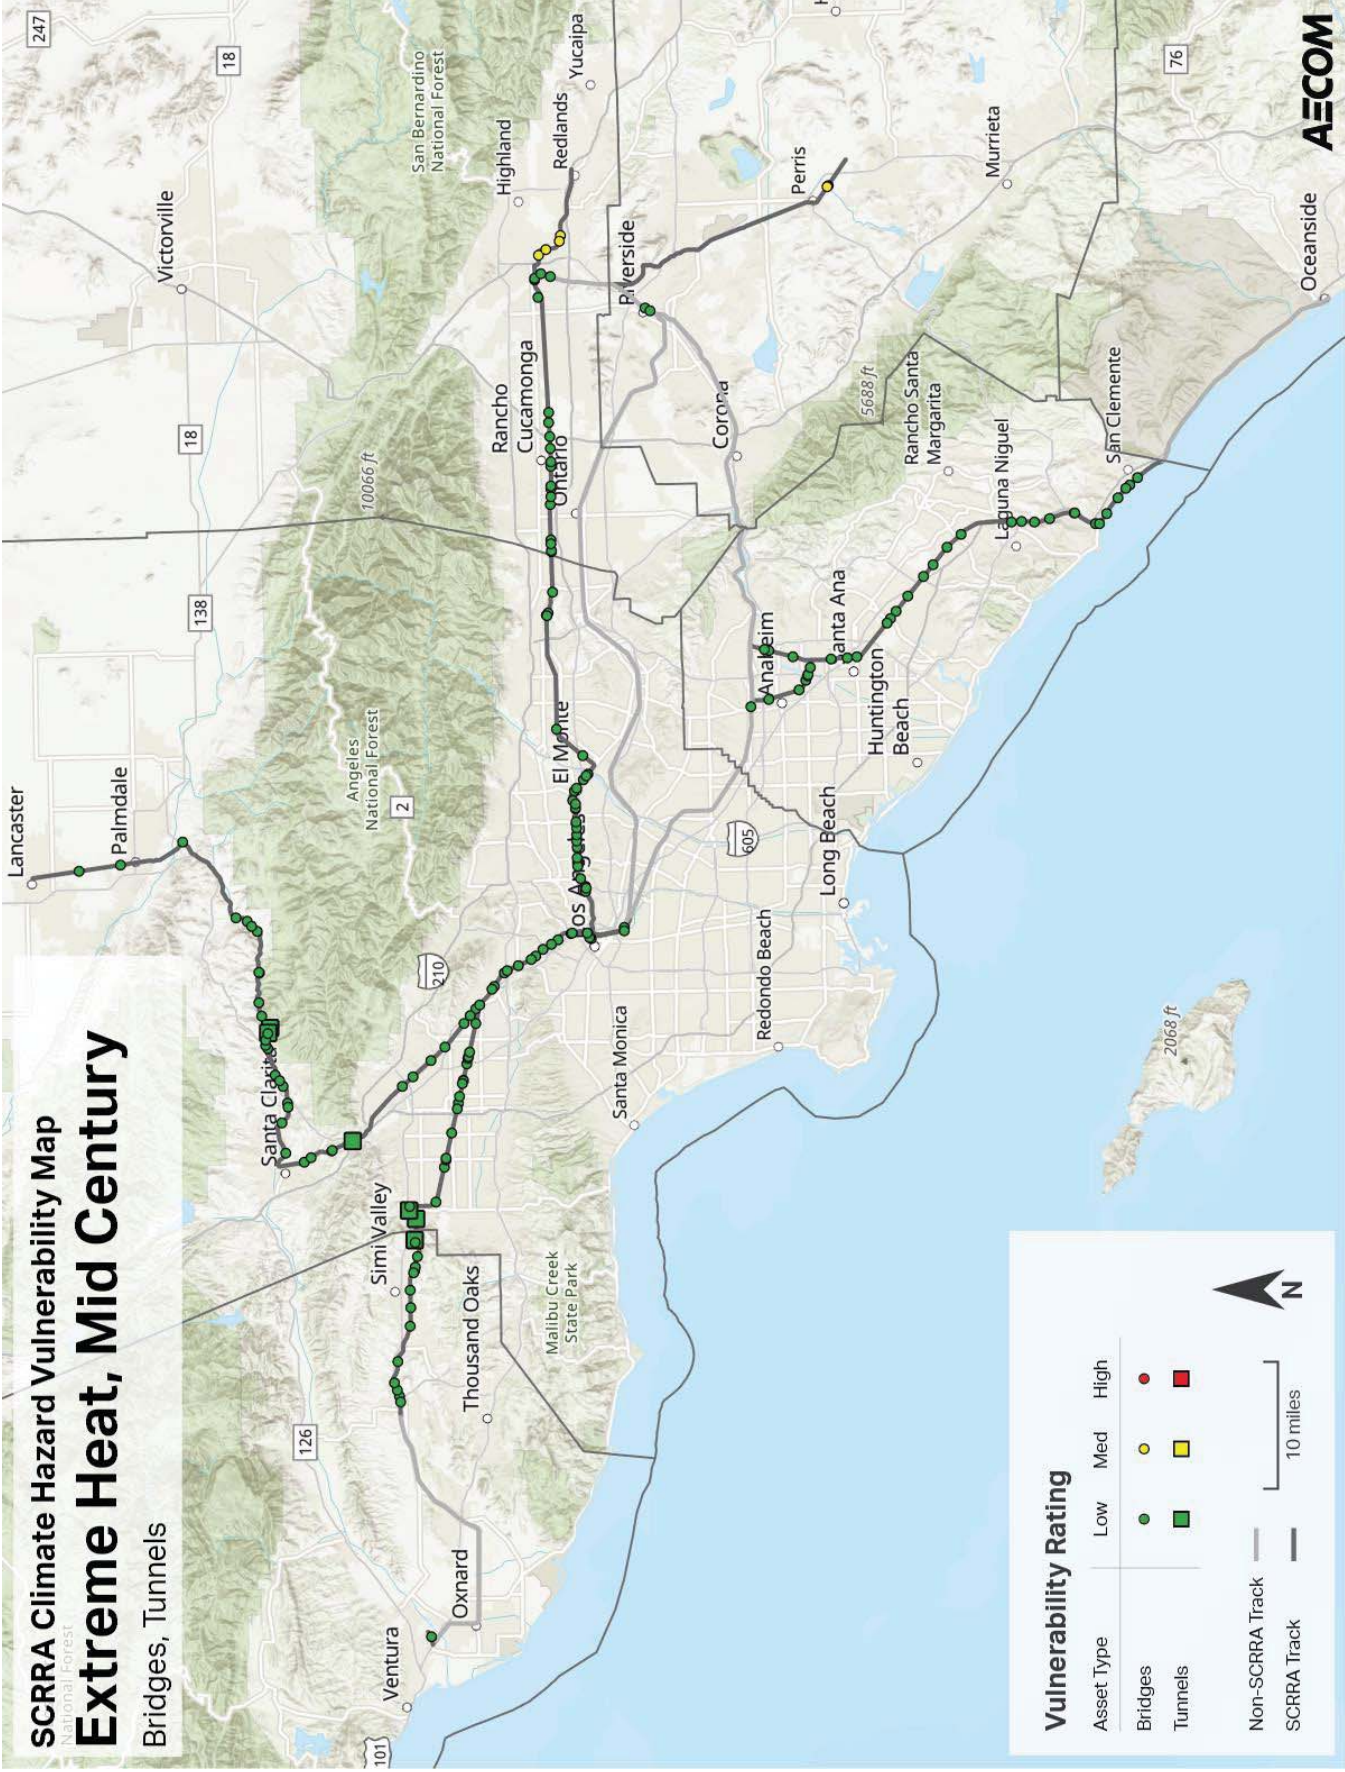 SCRRA Climate Hazard Vulnerability Map
National Forest
Extreme Heat, Mid Century
Bridges, Tunnels
Lancaster
Palmdale
Victorville
247
18
18
138
San Bernardino
National Forest
10066 ft
Angeles
National Forest
2
210
Santa Clarita
Simi Valley
126
Thousand Oaks
Ventura
Oxnard
101
Malibu Creek
State Park
Santa Monica
Los Angeles
El Monte
Rancho
Cucamonga
Ontario
Highland
Redlands
Yucaipa
Riverside
Perris
Corona
Murrieta
76
605
Redondo Beach
Long Beach
Anaheim
Santa Ana
Huntington
Beach
5688 ft
Rancho Santa
Margarita
Laguna Niguel
San Clemente
Oceanside
2068 ft
Vulnerability Rating
Asset Type Low Med High
Bridges
Tunnels
Non-SCRRA Track
SCRRA Track
10 miles
N
AECOM